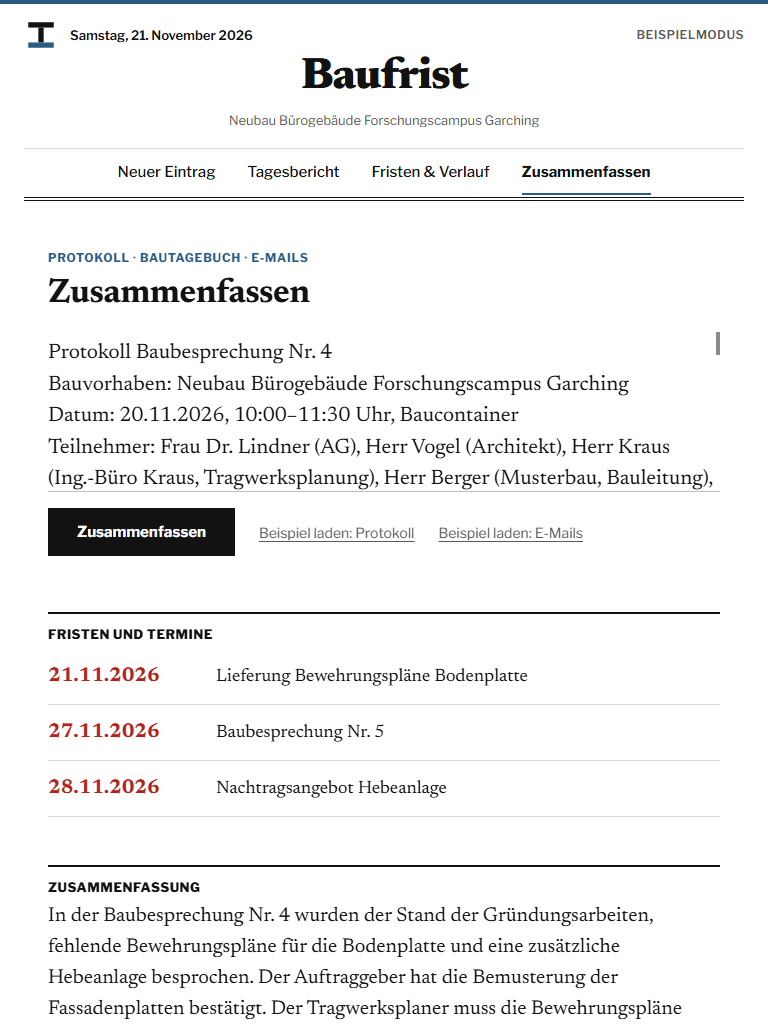 Samstag, 21. November 2026
BEISPIELMODUS
Baufrist
Neubau Bürogebäude Forschungscampus Garching
Neuer Eintrag Tagesbericht Fristen & Verlauf Zusammenfassen
PROTOKOLL · BAUTAGEBUCH · E-MAILS
Zusammenfassen
Protokoll Baubesprechung Nr. 4
Bauvorhaben: Neubau Bürogebäude Forschungscampus Garching
Datum: 20.11.2026, 10:00–11:30 Uhr, Baucontainer
Teilnehmer: Frau Dr. Lindner (AG), Herr Vogel (Architekt), Herr Kraus
(Ing.-Büro Kraus, Tragwerksplanung), Herr Berger (Musterbau, Bauleitung),
Zusammenfassen Beispiel laden: Protokoll Beispiel laden: E-Mails
FRISTEN UND TERMINE
21.11.2026 Lieferung Bewehrungspläne Bodenplatte
27.11.2026 Baubesprechung Nr. 5
28.11.2026 Nachtragsangebot Hebeanlage
ZUSAMMENFASSUNG
In der Baubesprechung Nr. 4 wurden der Stand der Gründungsarbeiten,
fehlende Bewehrungspläne für die Bodenplatte und eine zusätzliche
Hebeanlage besprochen. Der Auftraggeber hat die Bemusterung der
Fassadenplatten bestätigt. Der Tragwerksplaner muss die Bewehrungspläne